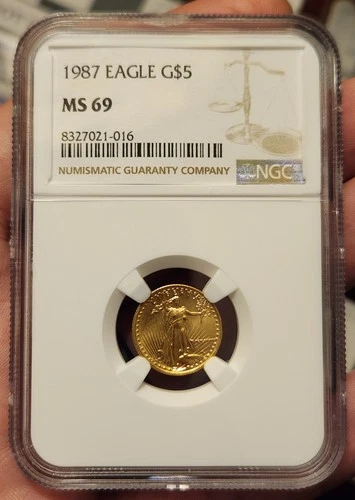 1987 EAGLE G$5
MS 69
8327021-016
NUMISMATIC GUARANTY COMPANY
NGC